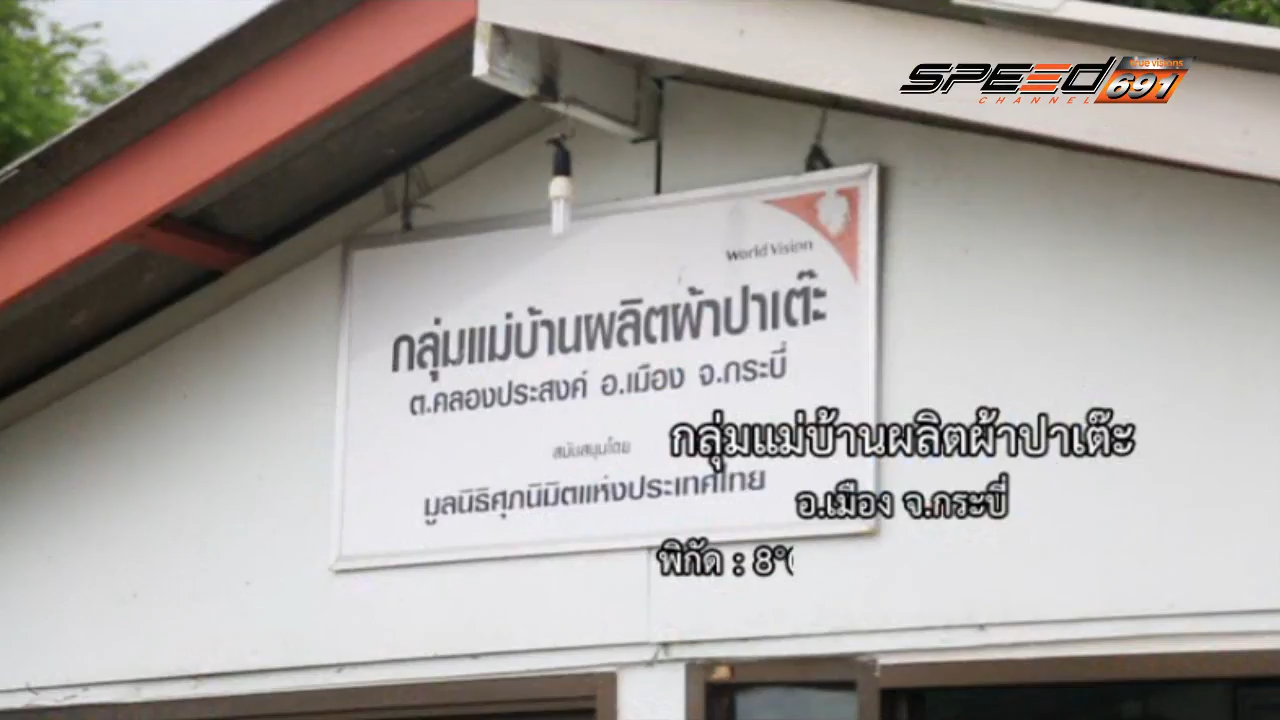 SPEED
CHANNEL
true visions
691
World Vision
กลุ่มแม่บ้านผลิตผ้าปาเต๊ะ
ต.คลองประสงค์ อ.เมือง จ.กระบี่
สนับสนุนโดย
มูลนิธิศุภนิมิตแห่งประเทศไทย
กลุ่มแม่บ้านผลิตผ้าปาเต๊ะ
อ.เมือง จ.กระบี่
พิกัด : 8°